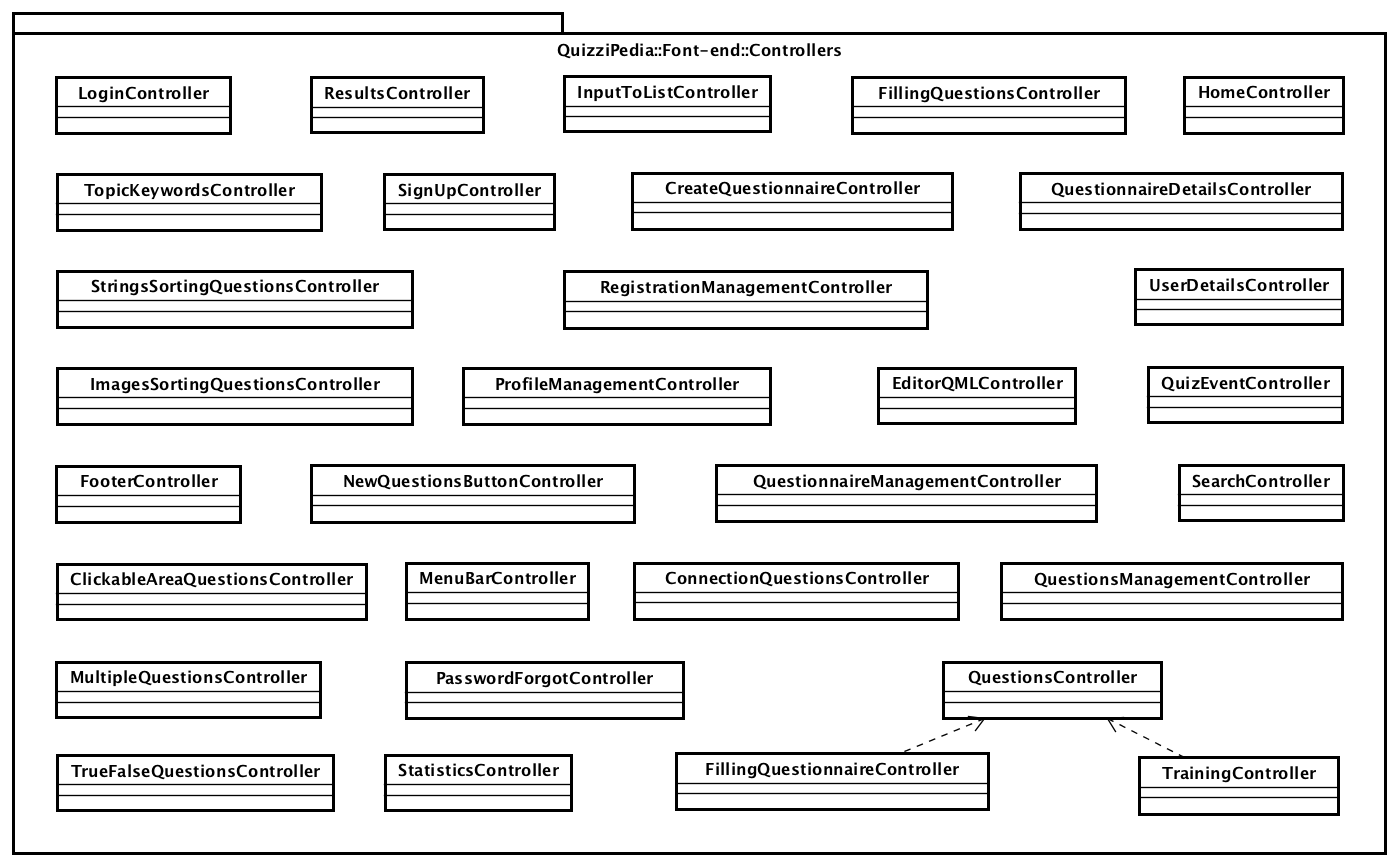 QuizziPedia::Font-end::Controllers
LoginController
ResultsController
InputToListController
FillingQuestionsController
HomeController
TopicKeywordsController
SignUpController
CreateQuestionnaireController
QuestionnaireDetailsController
StringsSortingQuestionsController
RegistrationManagementController
UserDetailsController
ImagesSortingQuestionsController
ProfileManagementController
EditorQMLController
QuizEventController
FooterController
NewQuestionsButtonController
QuestionnaireManagementController
SearchController
ClickableAreaQuestionsController
MenuBarController
ConnectionQuestionsController
QuestionsManagementController
MultipleQuestionsController
PasswordForgotController
QuestionsController
TrueFalseQuestionsController
StatisticsController
FillingQuestionnaireController
TrainingController